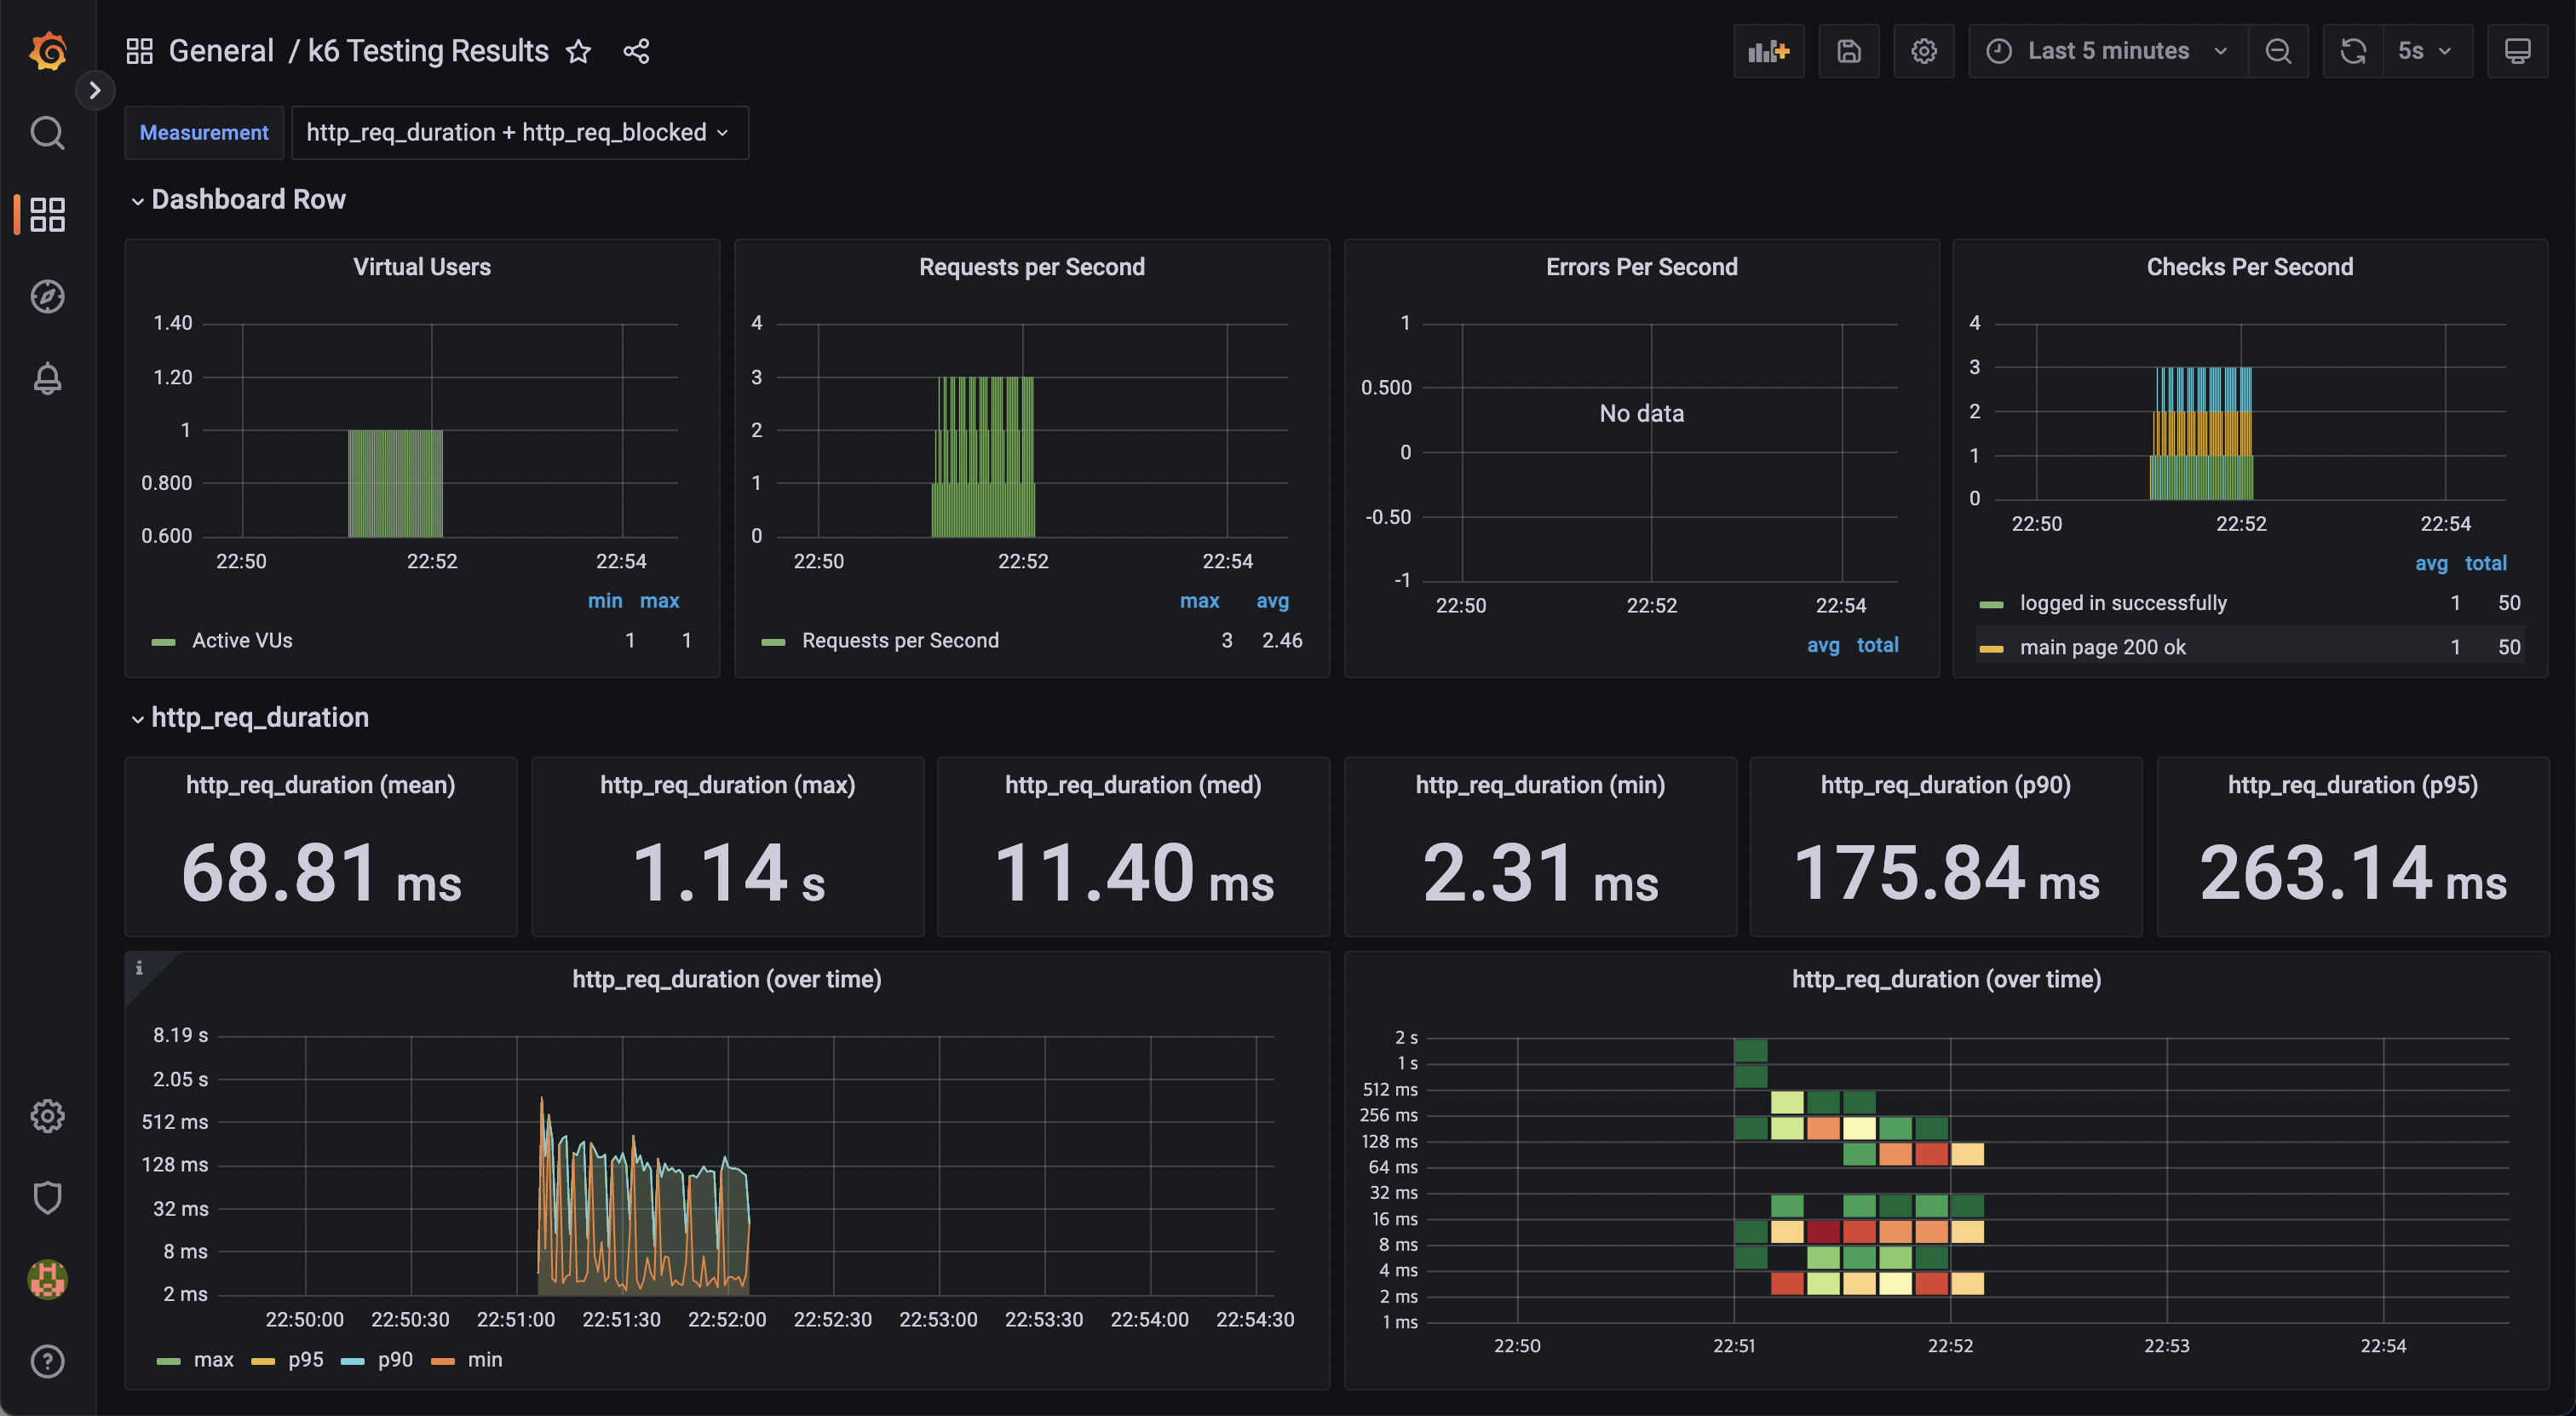 General / k6 Testing Results
Last 5 minutes
5s
Measurement
http_req_duration + http_req_blocked
Dashboard Row
Virtual Users
1.40
1.20
1
0.800
0.600
22:50 22:52 22:54
min max
Active VUs 1 1
Requests per Second
4
3
2
1
0
22:50 22:52 22:54
max avg
Requests per Second 3 2.46
Errors Per Second
1
0.500
0
-0.50
-1
No data
22:50 22:52 22:54
avg total
Checks Per Second
4
3
2
1
0
22:50 22:52 22:54
avg total
logged in successfully 1 50
main page 200 ok 1 50
http_req_duration
http_req_duration (mean)
68.81 ms
http_req_duration (max)
1.14 s
http_req_duration (med)
11.40 ms
http_req_duration (min)
2.31 ms
http_req_duration (p90)
175.84 ms
http_req_duration (p95)
263.14 ms
i
http_req_duration (over time)
8.19 s
2.05 s
512 ms
128 ms
32 ms
8 ms
2 ms
22:50:00 22:50:30 22:51:00 22:51:30 22:52:00 22:52:30 22:53:00 22:53:30 22:54:00 22:54:30
max p95 p90 min
http_req_duration (over time)
2 s
1 s
512 ms
256 ms
128 ms
64 ms
32 ms
16 ms
8 ms
4 ms
2 ms
1 ms
22:50 22:51 22:52 22:53 22:54